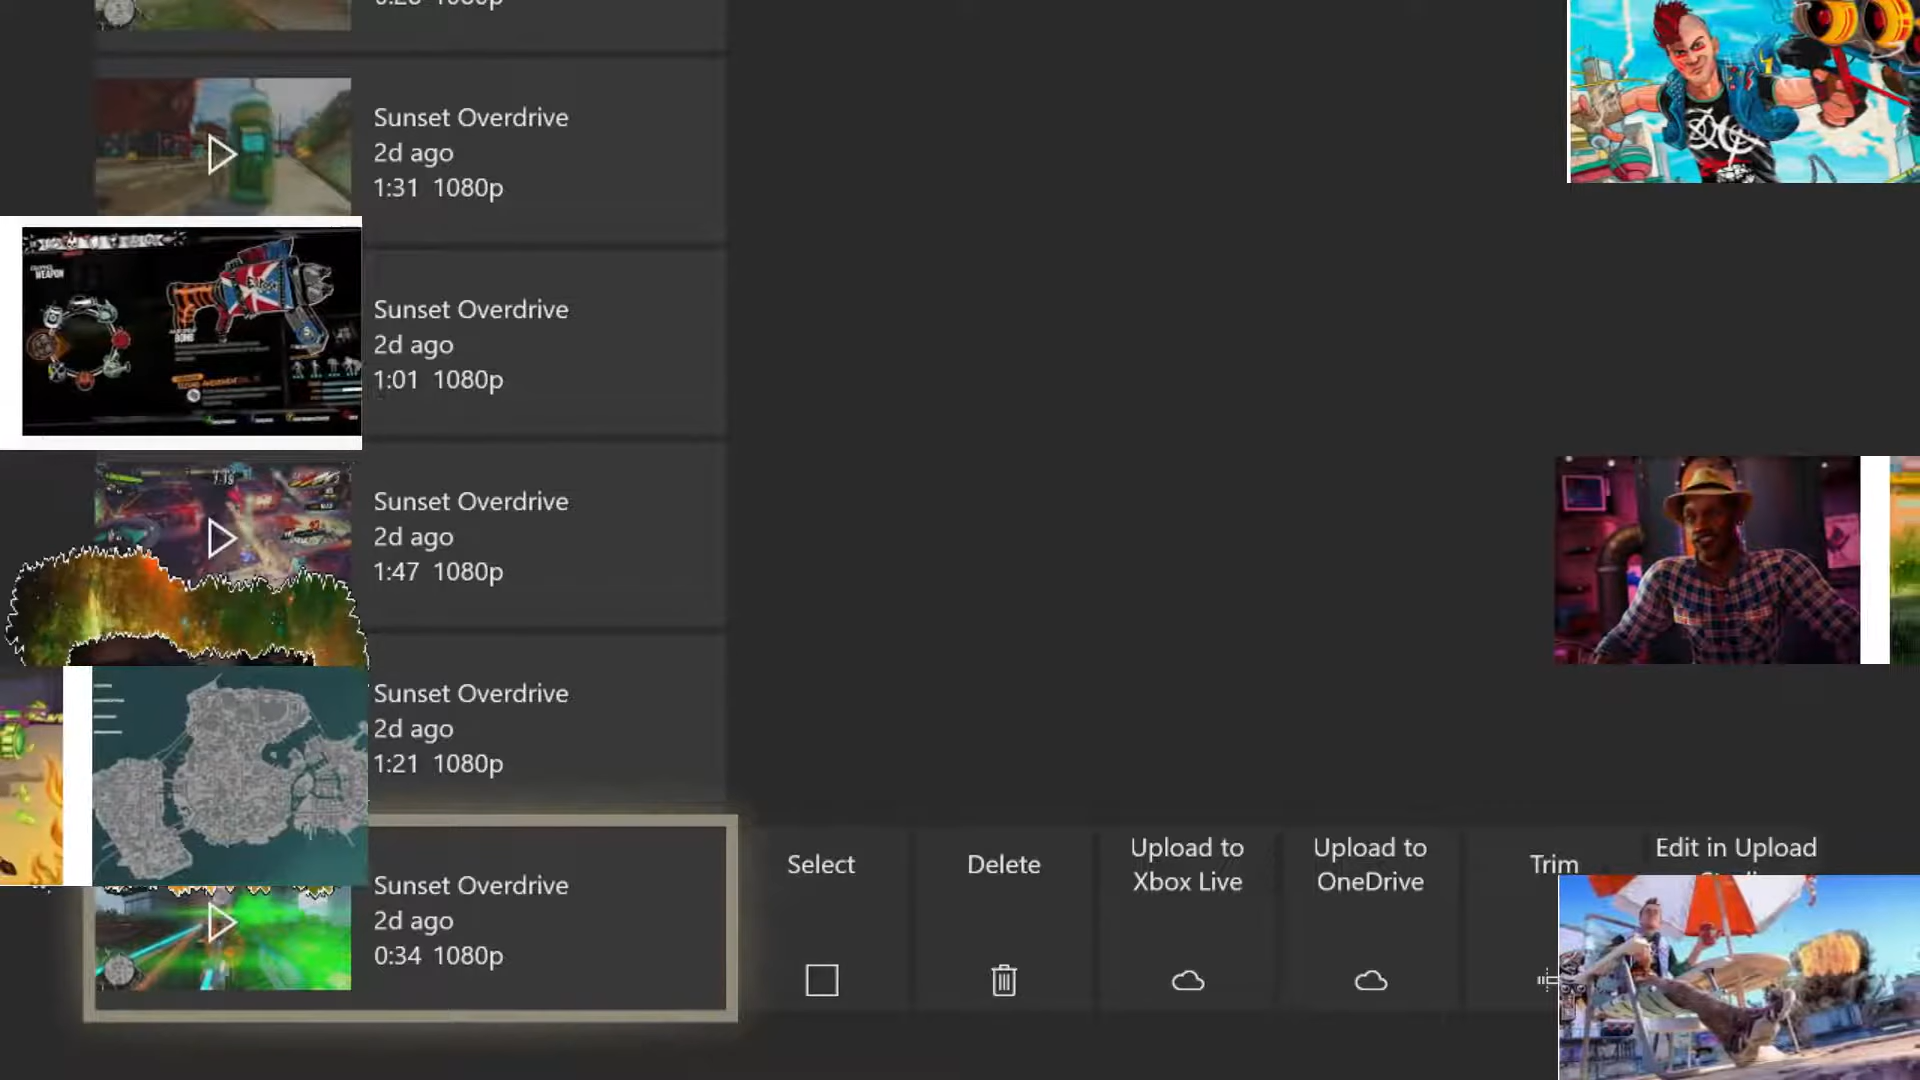 Sunset Overdrive
2d ago
1:31 1080p
WEAPON
BOMB
Sunset Overdrive
2d ago
1:01 1080p
Sunset Overdrive
2d ago
1:47 1080p
Sunset Overdrive
2d ago
1:21 1080p
Sunset Overdrive
2d ago
0:34 1080p
Select
Delete
Upload to
Xbox Live
Upload to
OneDrive
Trim
Edit in Upload